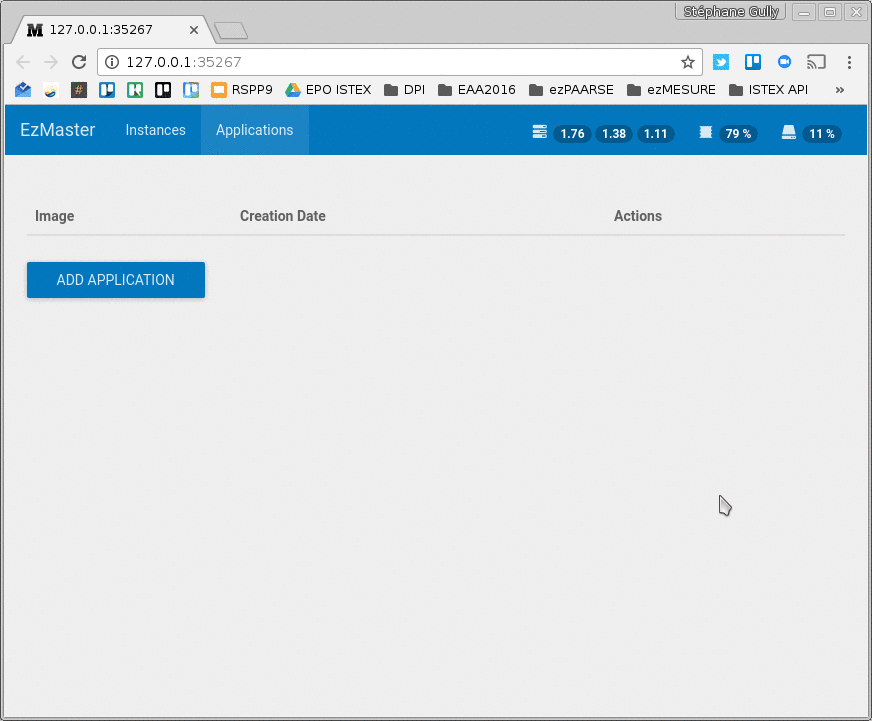 Stéphane Gully
127.0.0.1:35267
127.0.0.1:35267
RSPP9 EPO ISTEX DPI EAA2016 ezPAARSE ezMESURE ISTEX API »
EzMaster Instances Applications 1.76 1.38 1.11 79 % 11 %
Image Creation Date Actions
ADD APPLICATION